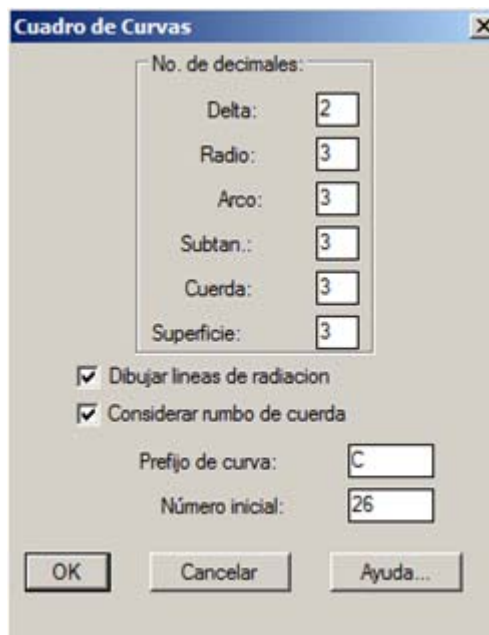 Cuadro de Curvas
No. de decimales:
Delta: 2
Radio: 3
Arco: 3
Subtan.: 3
Cuerda: 3
Superficie: 3
Dibujar lineas de radiacion
Considerar rumbo de cuerda
Prefijo de curva: C
Número inicial: 26
OK Cancelar Ayuda...